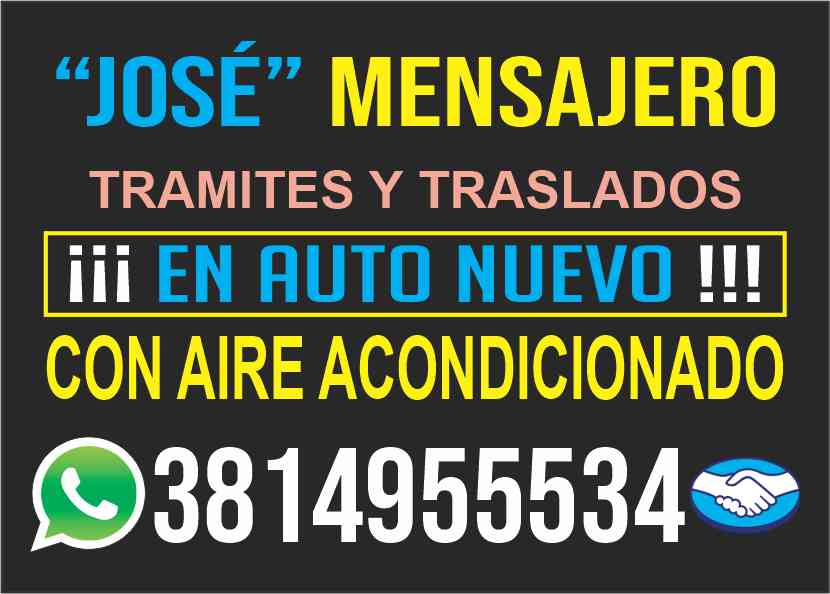 “JOSÉ” MENSAJERO
TRAMITES Y TRASLADOS
¡¡¡ EN AUTO NUEVO !!!
CON AIRE ACONDICIONADO
3814955534